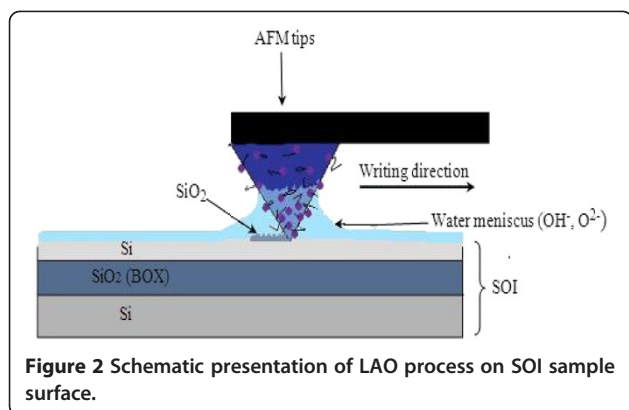 AFM tips
Writing direction
SiO₂
Water meniscus (OH⁻, O²⁻)
Si
SiO₂ (BOX)
SOI
Si
Figure 2 Schematic presentation of LAO process on SOI sample
surface.